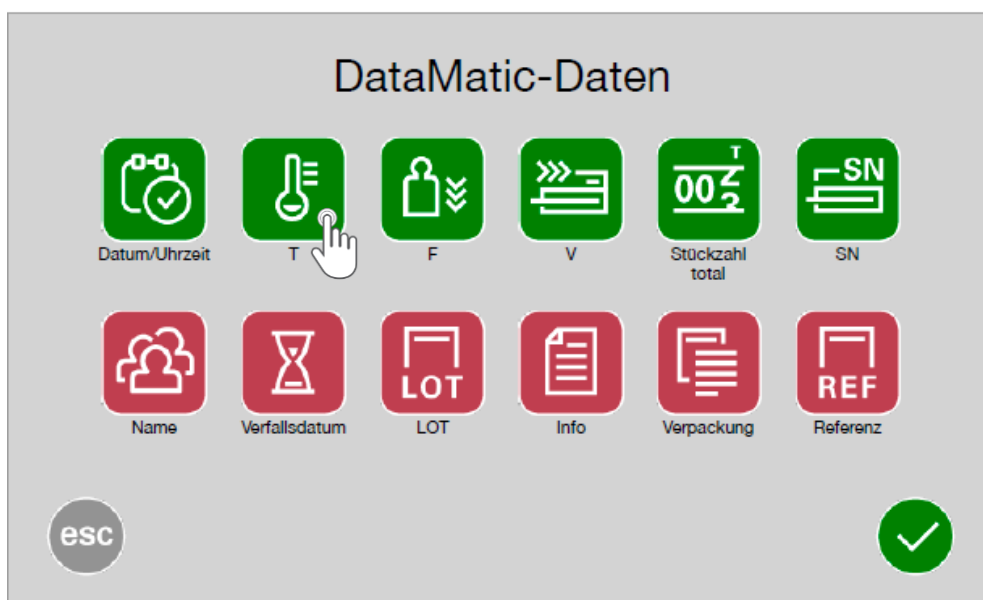 DataMatic-Daten
T
002
SN
Datum/Uhrzeit
T
F
V
Stückzahl
total
SN
LOT
REF
Name
Verfallsdatum
LOT
Info
Verpackung
Referenz
esc